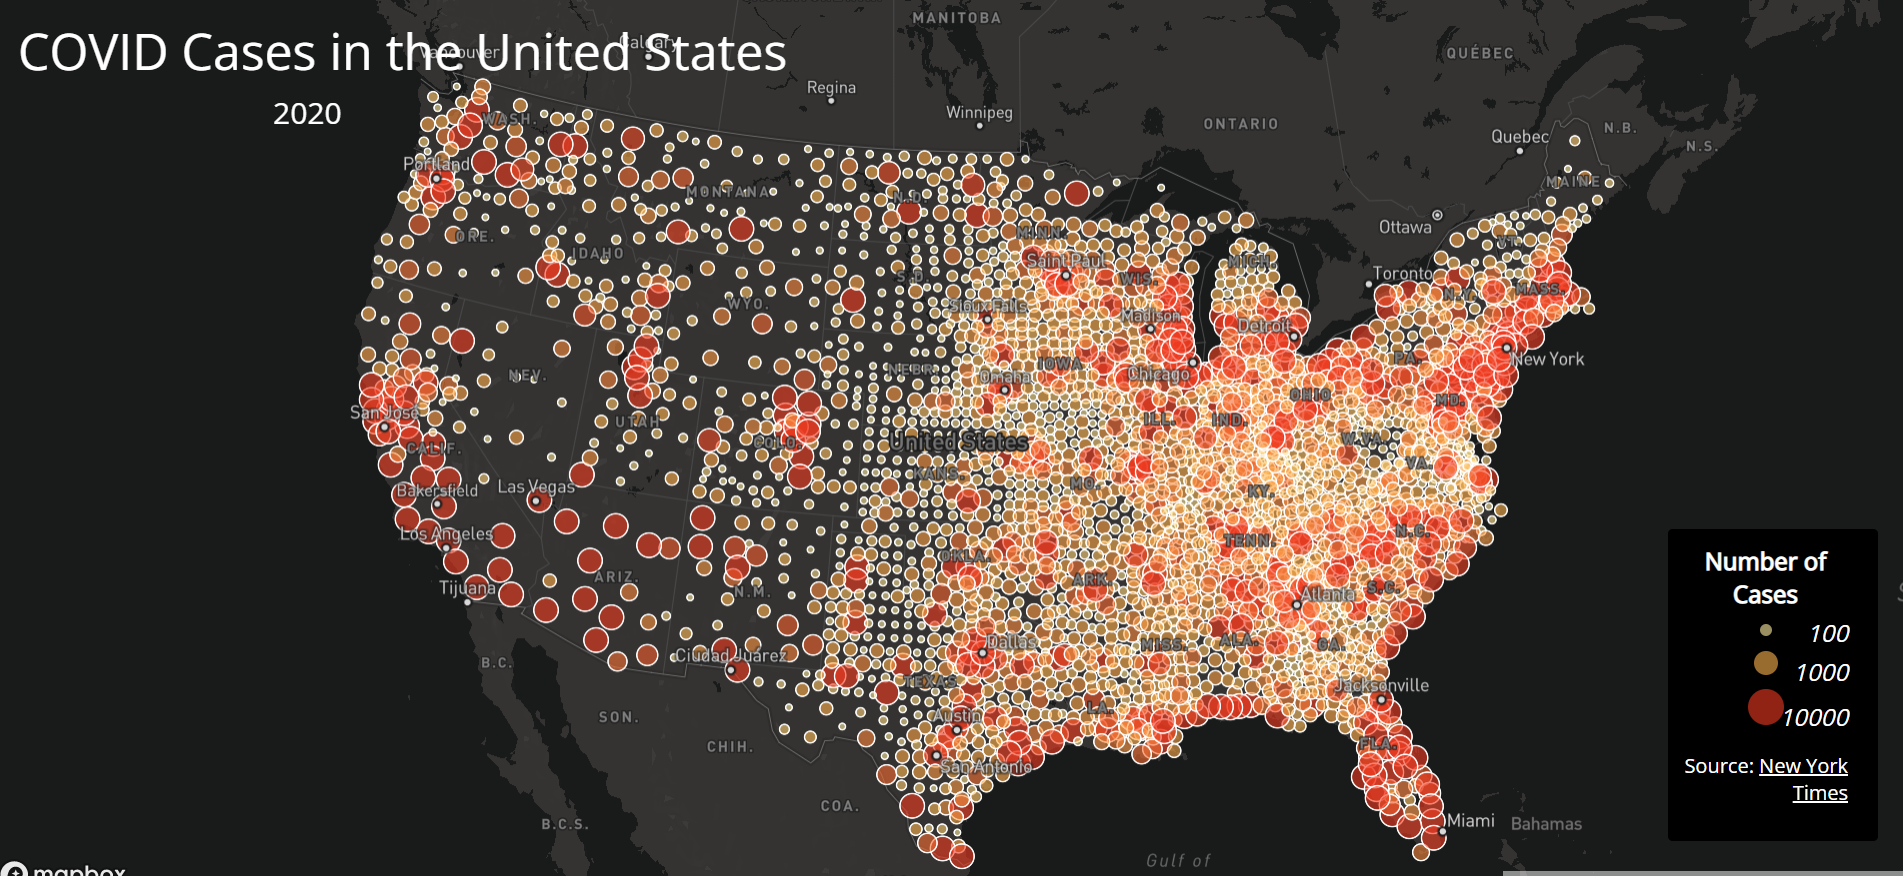 COVID Cases in the United States
2020
MANITOBA
Vancouver
Calgary
QUÉBEC
Regina
Winnipeg
ONTARIO
Quebec
N.B.
N.S.
WASH.
Portland
MONTANA
N.D.
MAINE
Ottawa
ORE.
IDAHO
MINN.
VT.
Saint Paul
WIS.
MICH.
Toronto
S.D.
WYO.
Sioux Falls
Madison
Detroit
N.Y.
MASS.
NEV.
NEBR.
IOWA
Omaha
Chicago
PA.
New York
San Jose
UTAH
COLO.
United States
ILL.
IND.
OHIO
MD.
CALIF.
W.VA.
VA.
Bakersfield
Las Vegas
KANS.
MO.
KY.
Los Angeles
OKLA.
TENN.
N.C.
Tijuana
ARIZ.
N.M.
ARK.
Atlanta
S.C.
B.C.
Ciudad Juárez
Dallas
MISS.
ALA.
GA.
TEXAS
Jacksonville
SON.
CHIH.
Austin
LA.
FLA.
San Antonio
COA.
B.C.S.
Miami
Bahamas
Gulf of
Number of
Cases
100
1000
10000
Source: New York
Times
mapbox